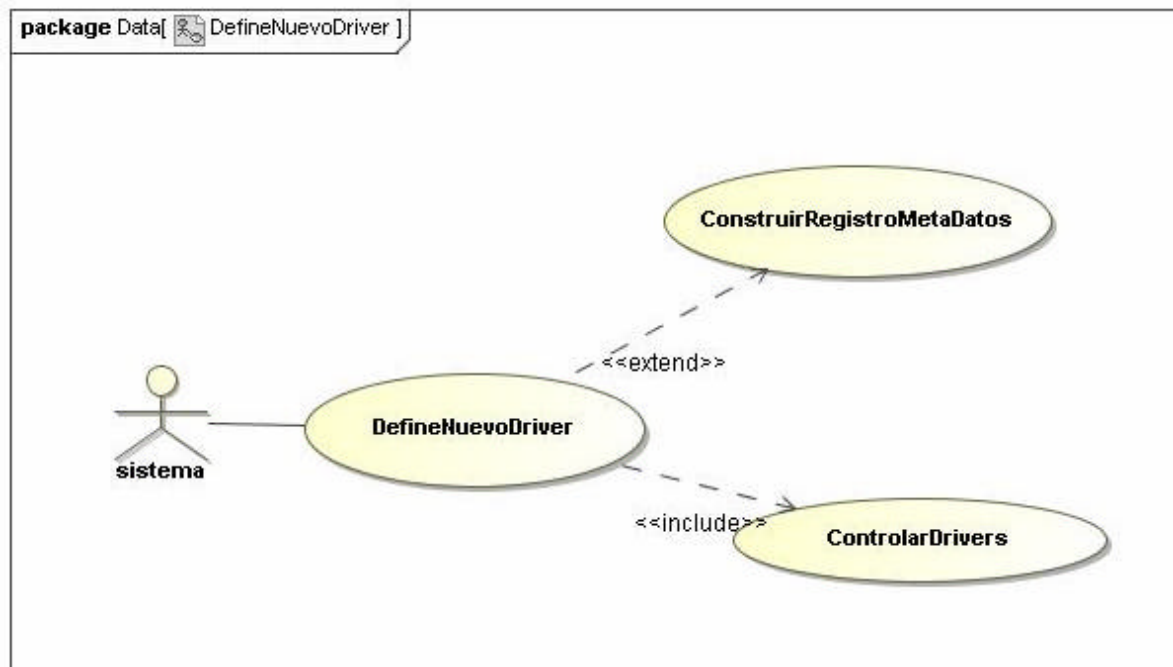 package Data[ DefineNuevoDriver ]
ConstruirRegistroMetaDatos
<<extend>>
DefineNuevoDriver
sistema
<<include>>
ControlarDrivers